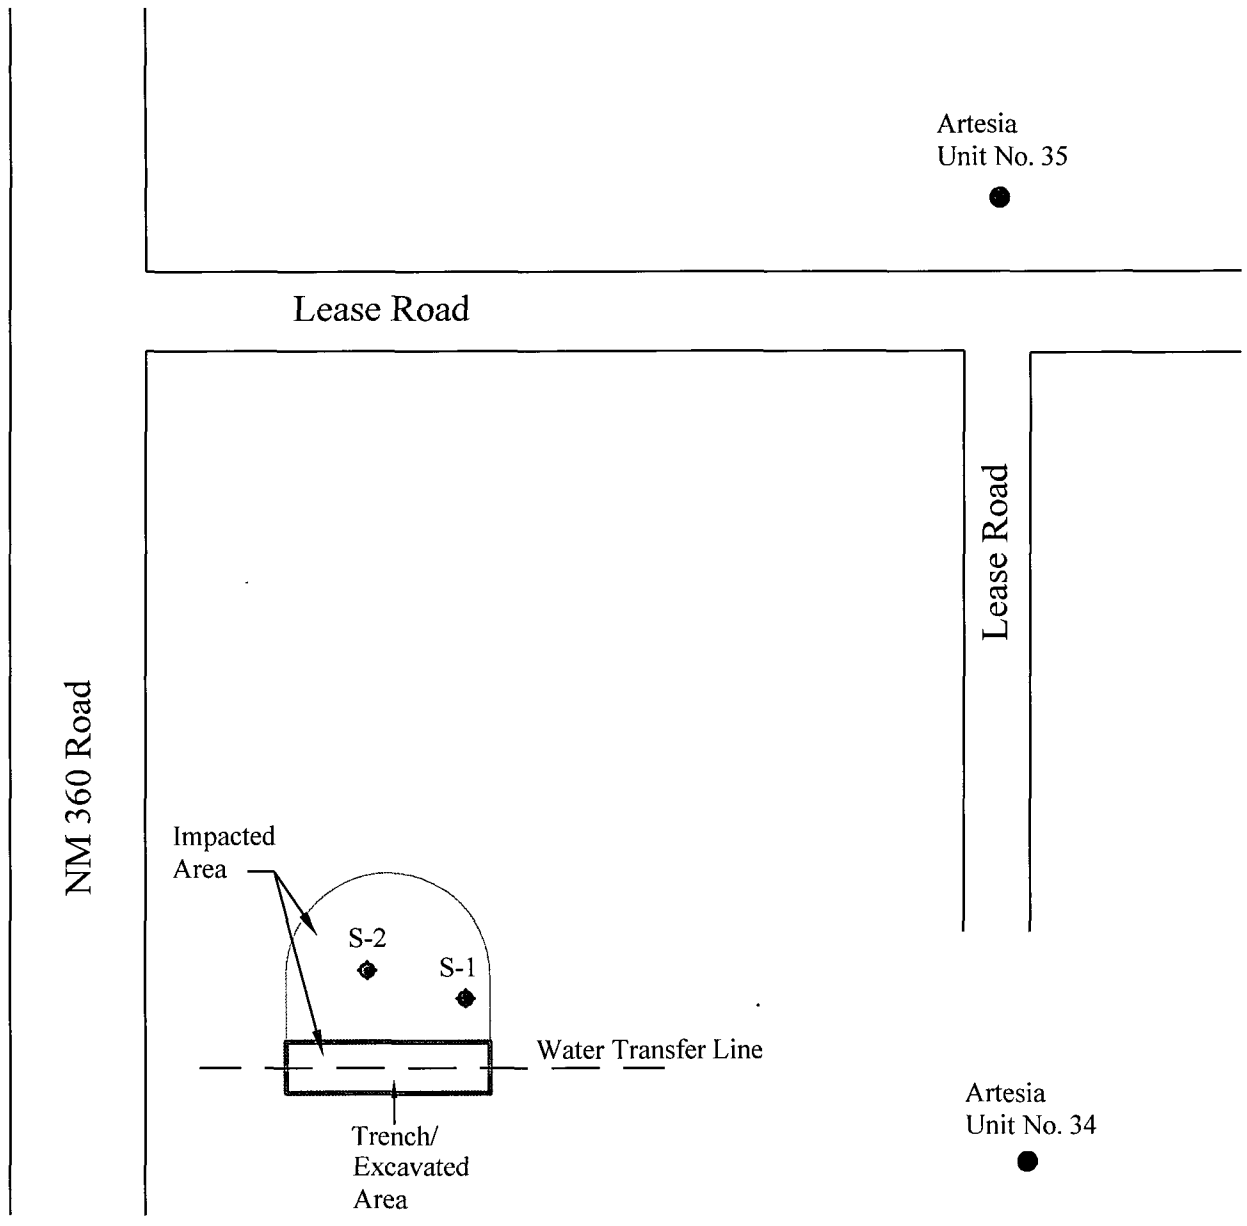 Artesia
Unit No. 35
Lease Road
Lease Road
NM 360 Road
Impacted
Area
S-2
S-1
Water Transfer Line
Artesia
Unit No. 34
Trench/
Excavated
Area